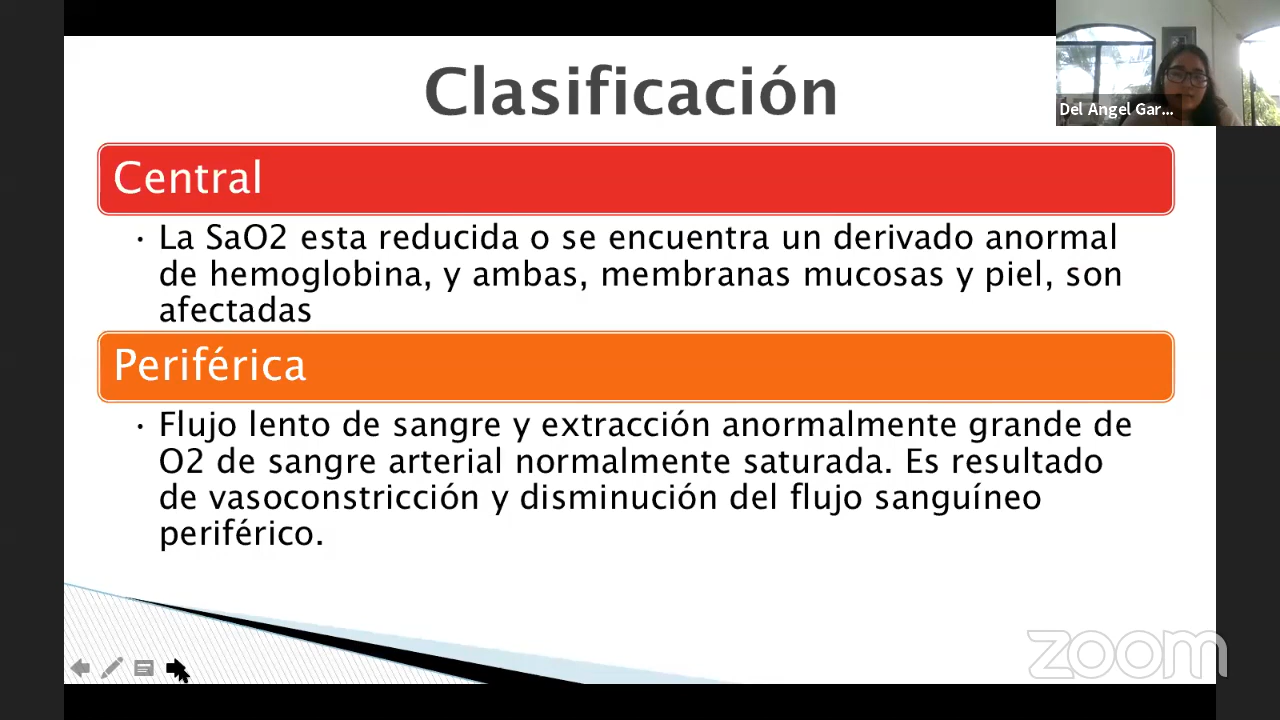 Clasificación
Del Angel Gar...
Central
• La SaO2 esta reducida o se encuentra un derivado anormal
de hemoglobina, y ambas, membranas mucosas y piel, son
afectadas
Periférica
• Flujo lento de sangre y extracción anormalmente grande de
O2 de sangre arterial normalmente saturada. Es resultado
de vasoconstricción y disminución del flujo sanguíneo
periférico.
zoom